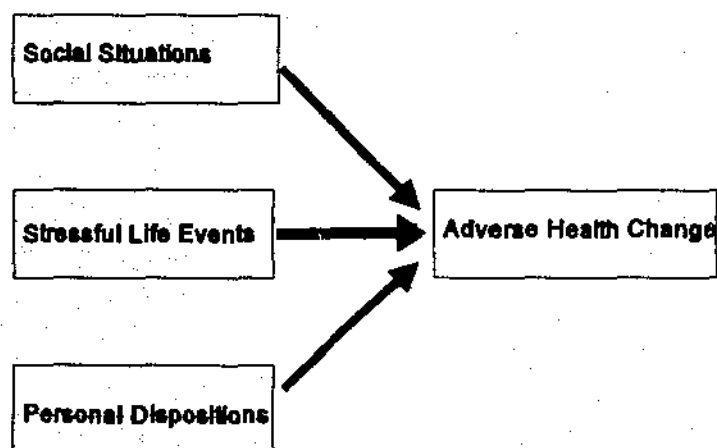 Social Situations
Stressful Life Events
Adverse Health Change
Personal Dispositions